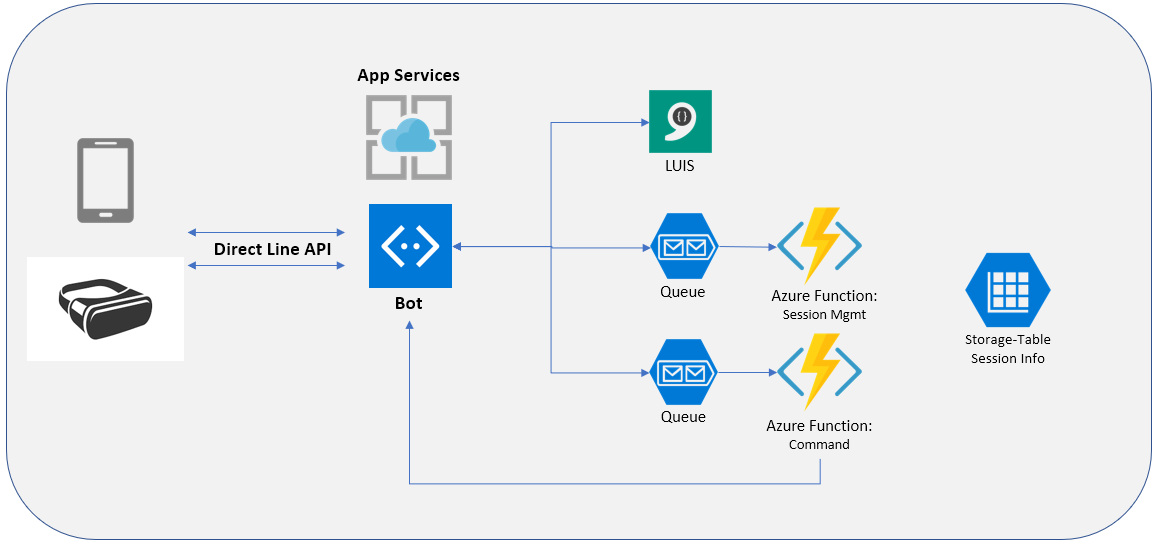 App Services
Direct Line API
Bot
LUIS
Queue
Azure Function:
Session Mgmt
Queue
Azure Function:
Command
Storage-Table
Session Info